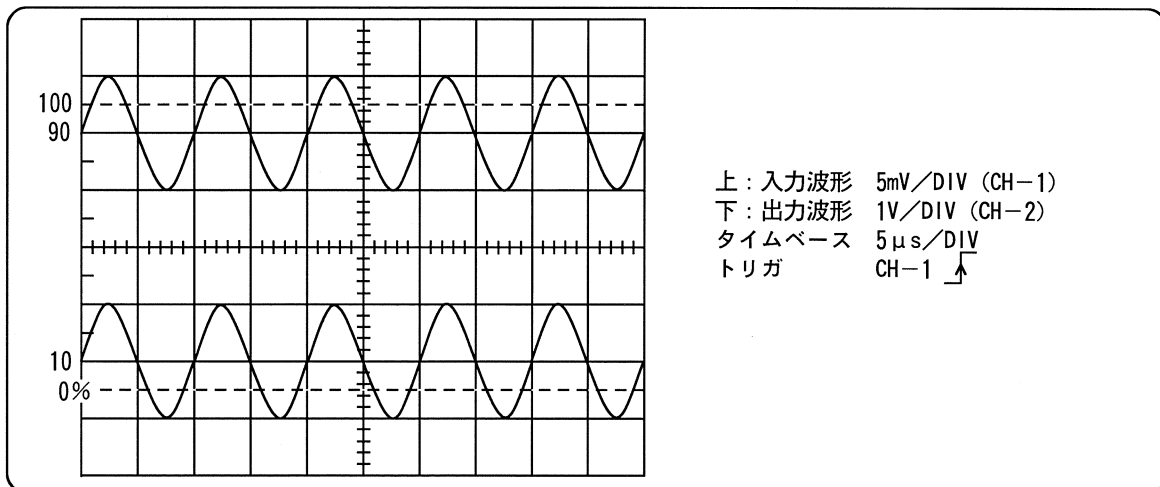 100
90
10
0%
上：入力波形 5mV／DIV (CH−1)
下：出力波形 1V／DIV (CH−2)
タイムベース 5μs／DIV
トリガ CH−1